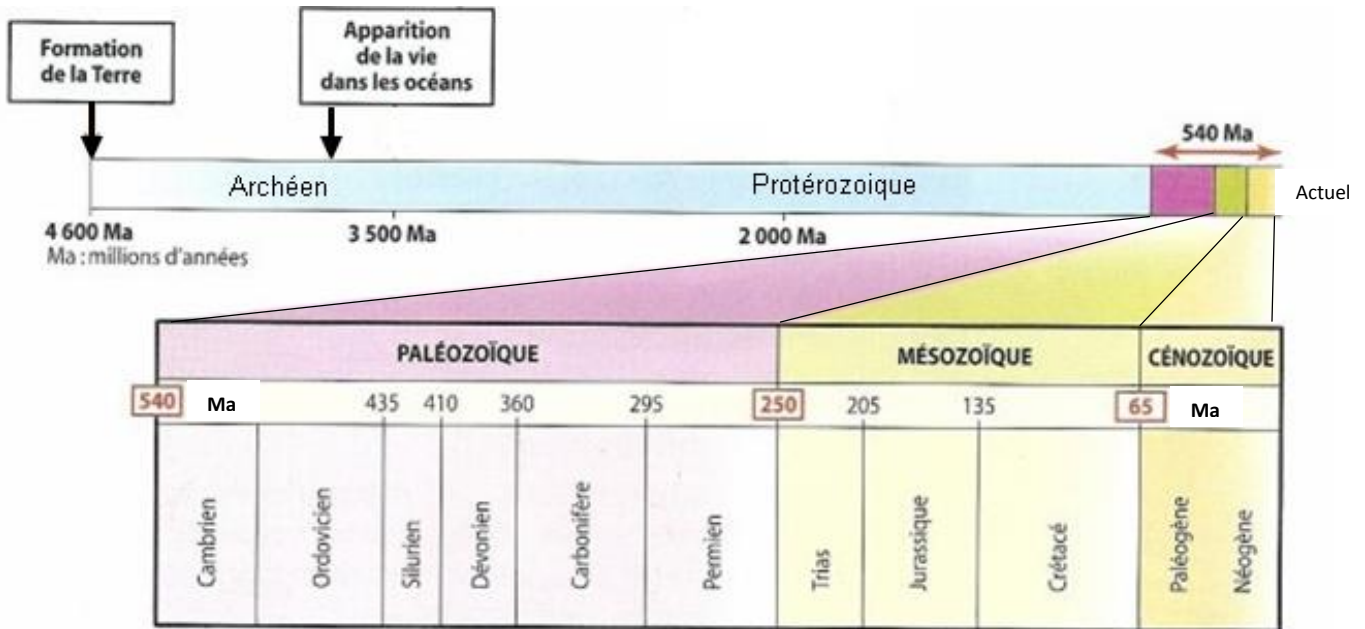 Formation
de la Terre
Apparition
de la vie
dans les océans
540 Ma
Archéen
Protérozoique
Actuel
4 600 Ma
3 500 Ma
2 000 Ma
Ma : millions d'années
PALÉOZOÏQUE
MÉSOZOÏQUE
CÉNOZOÏQUE
540 Ma 435 410 360 295 250 205 135 65 Ma
Cambrien
Ordovicien
Silurien
Dévonien
Carbonifère
Permien
Trias
Jurassique
Crétacé
Paléogène
Néogène